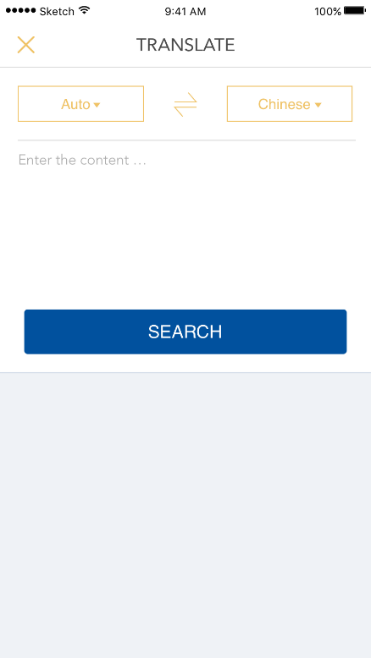 ●●●●● Sketch 9:41 AM 100%
TRANSLATE
Auto ▾ Chinese ▾
Enter the content ...
SEARCH